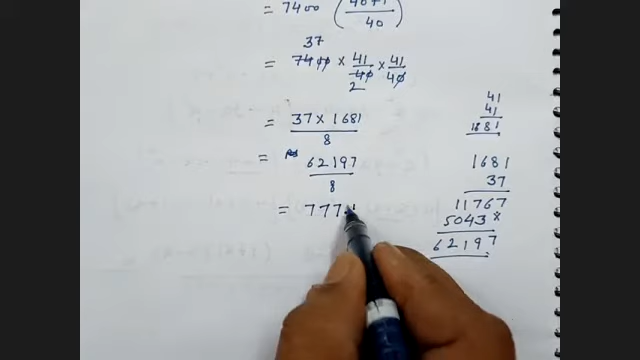 = 7400 ( 40+1 / 40 )
37
= 7400 × 41/40 × 41/40
2
= 37 × 1681 / 8
= 62197 / 8
= 777
41
41
1681
1681
37
11767
5043×
62197